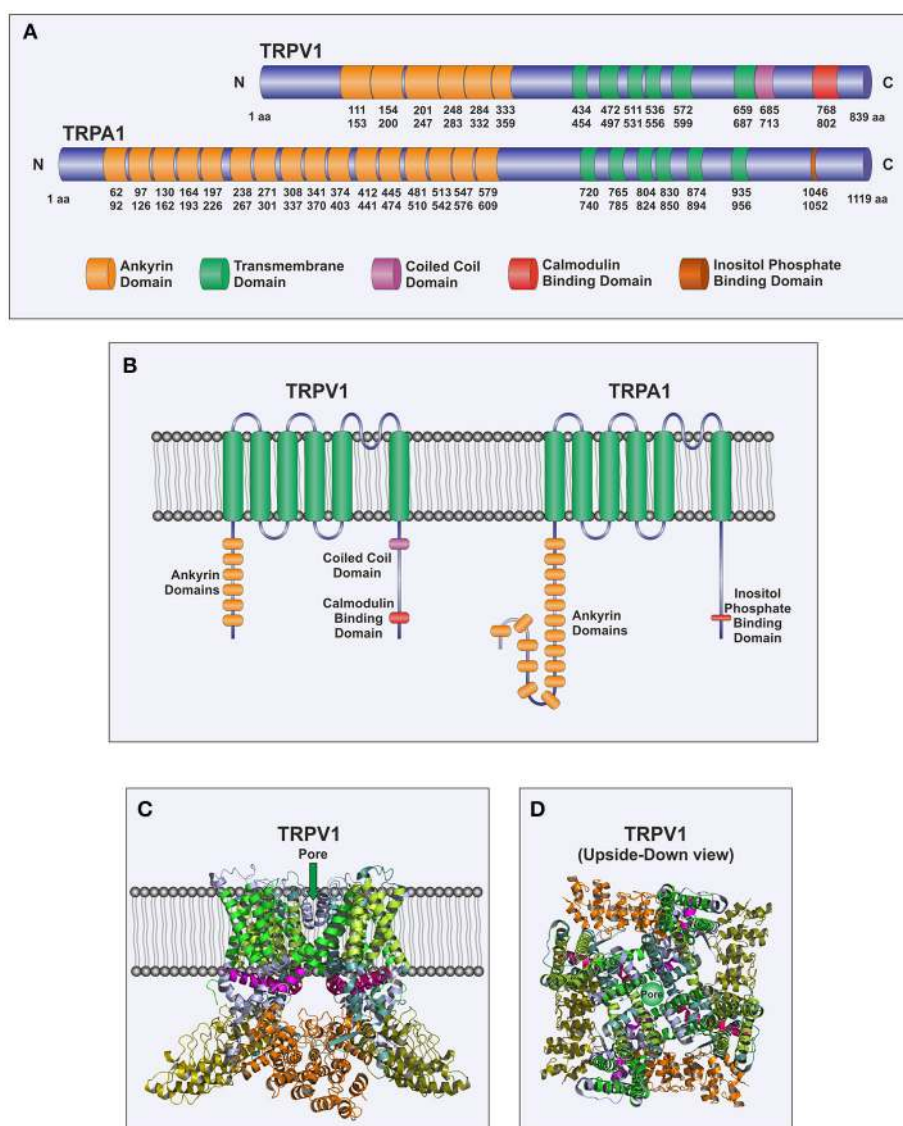 A
TRPV1
N
C
1 aa
111 154 201 248 284 333 434 472 511 536 572 659 685 768
153 200 247 283 332 359 454 497 531 556 599 687 713 802
839 aa
TRPA1
N
C
1 aa
62 97 130 164 197 238 271 308 341 374 412 445 481 513 547 579 720 765 804 830 874 935 1046
92 126 162 193 226 267 301 337 370 403 441 474 510 542 576 609 740 785 824 850 894 956 1052
1119 aa
Ankyrin
Domain
Transmembrane
Domain
Coiled Coil
Domain
Calmodulin
Binding Domain
Inositol Phosphate
Binding Domain
B
TRPV1
TRPA1
Ankyrin
Domains
Coiled Coil
Domain
Calmodulin
Binding
Domain
Ankyrin
Domains
Inositol
Phosphate
Binding
Domain
C
TRPV1
Pore
D
TRPV1
(Upside-Down view)
Pore